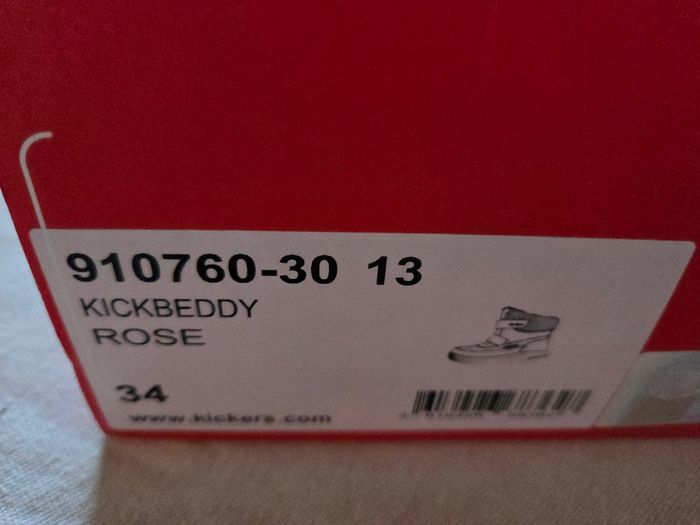 910760-30 13
KICKBEDDY
ROSE
34
www.kickers.com